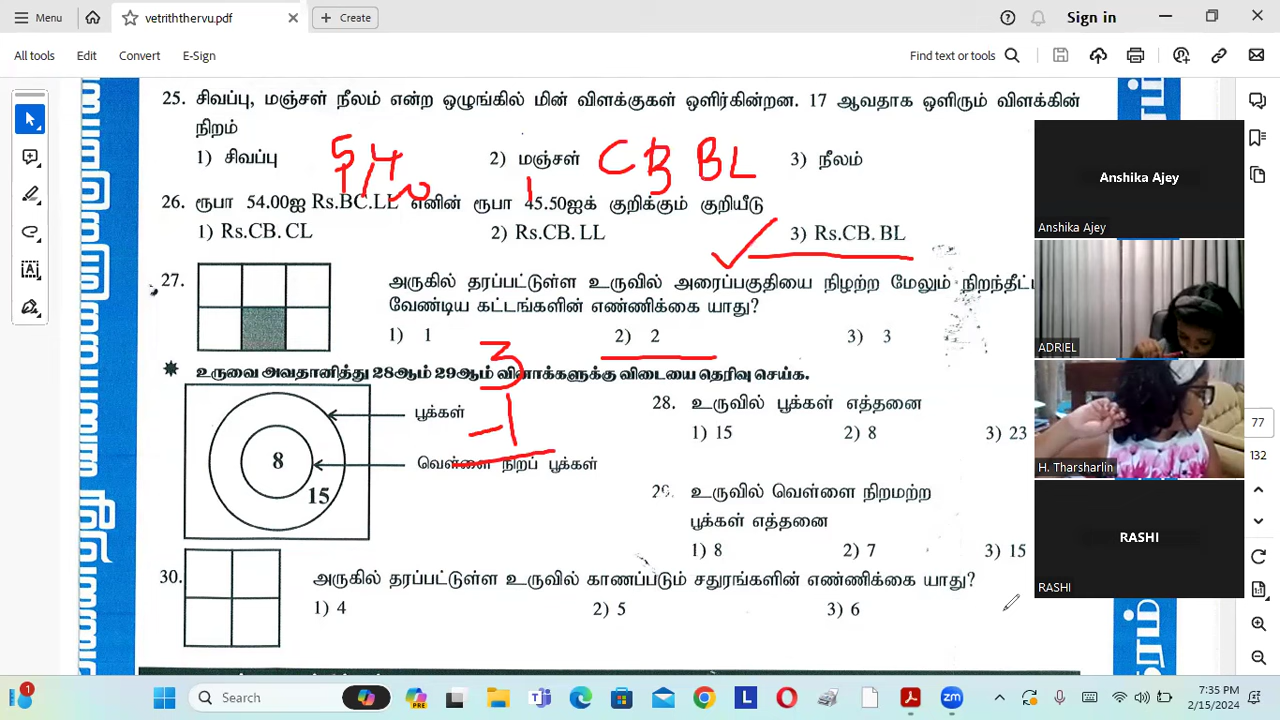 Menu
vetriththervu.pdf
Create
Sign in
All tools
Edit
Convert
E-Sign
Find text or tools
25. சிவப்பு, மஞ்சள் நீலம் என்ற ஒழுங்கில் மின் விளக்குகள் ஒளிர்கின்றன. 17 ஆவதாக ஒளிரும் விளக்கின்
நிறம்
1) சிவப்பு 2) மஞ்சள் 3) நீலம்
54 CB BL
26. ரூபா 54.00ஐ Rs.BC.LL எனின் ரூபா 45.50ஐக் குறிக்கும் குறியீடு
1) Rs.CB. CL 2) Rs.CB. LL 3) Rs.CB. BL
27. அருகில் தரப்பட்டுள்ள உருவில் அரைப்பகுதியை நிழற்ற மேலும்
வேண்டிய கட்டங்களின் எண்ணிக்கை யாது?
1) 1 2) 2 3) 3
3
-1
* உருவை அவதானித்து 28ஆம் 29ஆம் வினாக்களுக்கு விடையை தெரிவு செய்க.
பூக்கள்
வெள்ளை நிறப் பூக்கள்
8
15
28. உருவில் பூக்கள் எத்தனை
1) 15 2) 8 3) 23
29. உருவில் வெள்ளை நிறமற்ற
பூக்கள் எத்தனை
1) 8 2) 7 3) 15
30. அருகில் தரப்பட்டுள்ள உருவில் காணப்படும் சதுரங்களின் எண்ணிக்கை யாது?
1) 4 2) 5 3) 6
Anshika Ajey
Anshika Ajey
ADRIEL
H. Tharsharlin
RASHI
RASHI
77
132
1
Search
PRE
L
zm
7:35 PM
2/15/2024